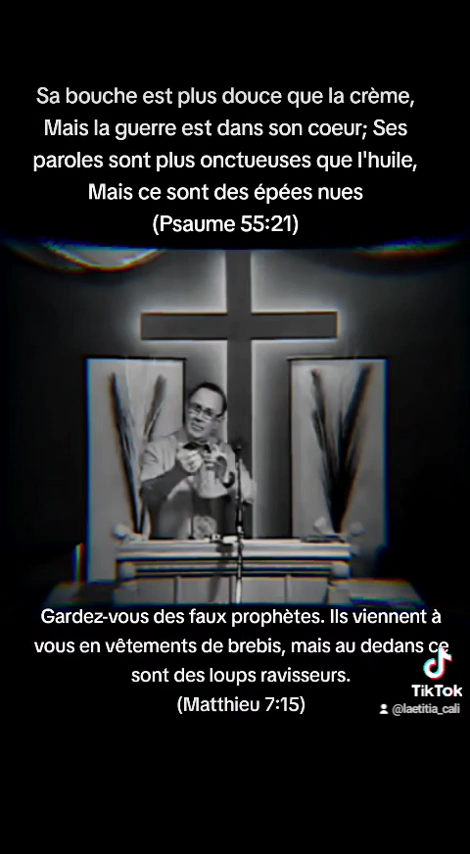 Sa bouche est plus douce que la crème,
Mais la guerre est dans son coeur; Ses
paroles sont plus onctueuses que l'huile,
Mais ce sont des épées nues
(Psaume 55:21)
Gardez-vous des faux prophètes. Ils viennent à
vous en vêtements de brebis, mais au dedans ce
sont des loups ravisseurs.
(Matthieu 7:15)
TikTok
@laetitia_cali